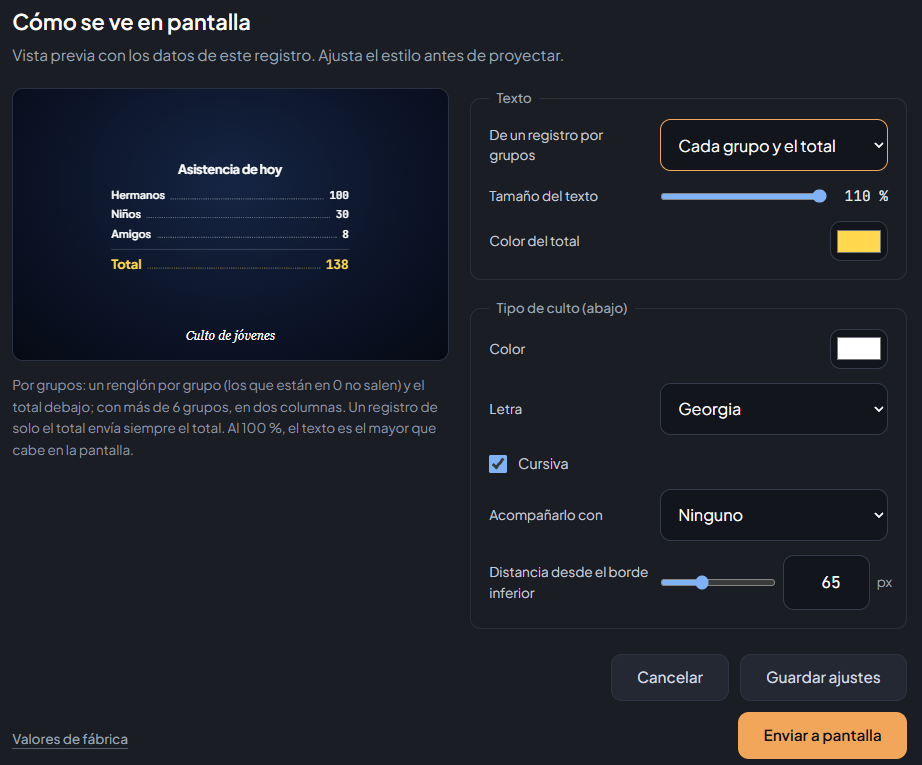 Cómo se ve en pantalla
Vista previa con los datos de este registro. Ajusta el estilo antes de proyectar.
Asistencia de hoy
Hermanos 100
Niños 30
Amigos 8
Total 138
Culto de jóvenes
Por grupos: un renglón por grupo (los que están en 0 no salen) y el
total debajo; con más de 6 grupos, en dos columnas. Un registro de
solo el total envía siempre el total. Al 100 %, el texto es el mayor que
cabe en la pantalla.
Texto
De un registro por
grupos
Cada grupo y el total
Tamaño del texto 110 %
Color del total
Tipo de culto (abajo)
Color
Letra Georgia
Cursiva
Acompañarlo con Ninguno
Distancia desde el borde
inferior
65 px
Cancelar Guardar ajustes
Valores de fábrica Enviar a pantalla